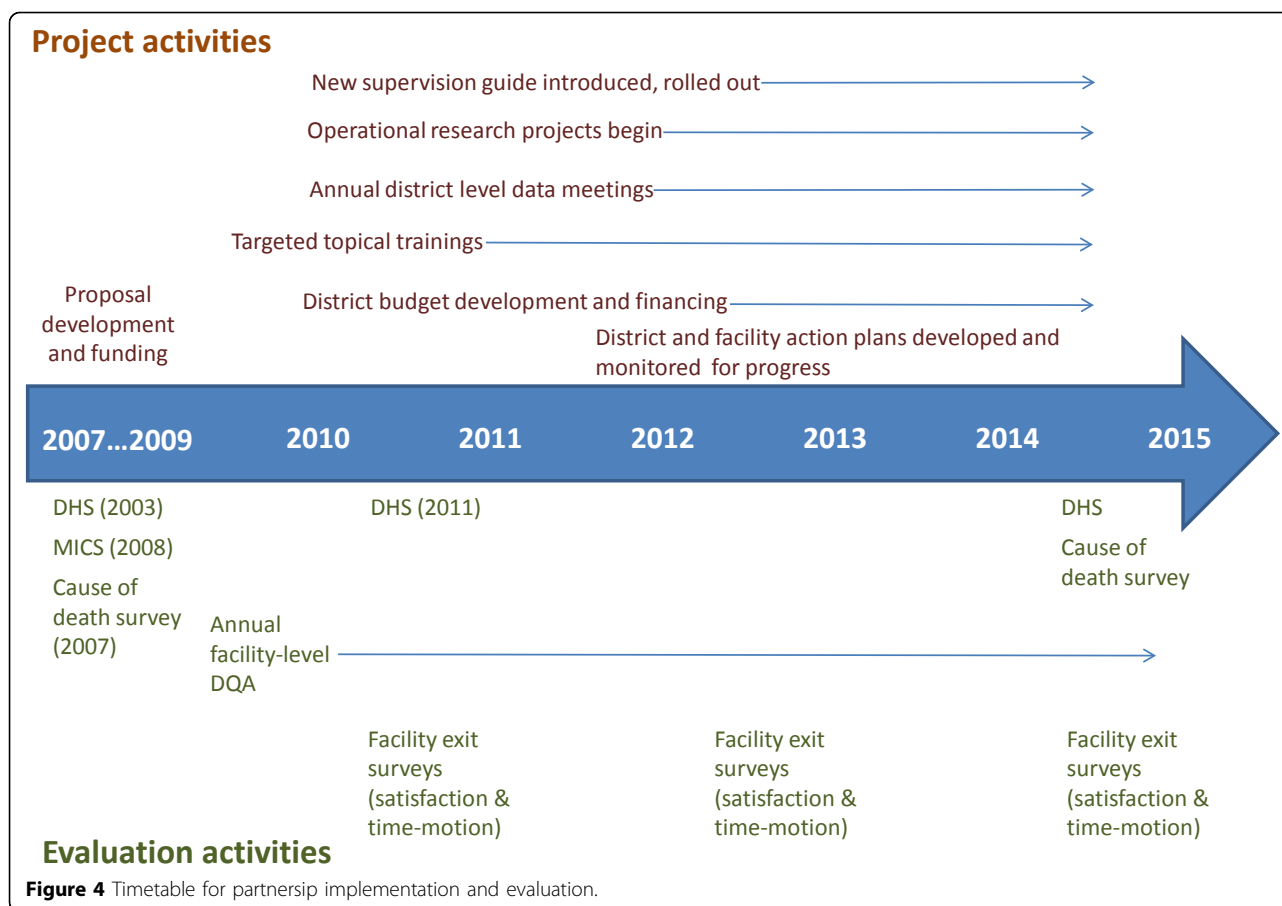 Project activities
New supervision guide introduced, rolled out
Operational research projects begin
Annual district level data meetings
Targeted topical trainings
Proposal
development
and funding
District budget development and financing
District and facility action plans developed and
monitored for progress
2007...2009 2010 2011 2012 2013 2014 2015
DHS (2003)
MICS (2008)
Cause of
death survey
(2007)
DHS (2011)
DHS
Cause of
death survey
Annual
facility-level
DQA
Facility exit
surveys
(satisfaction &
time-motion)
Facility exit
surveys
(satisfaction &
time-motion)
Facility exit
surveys
(satisfaction &
time-motion)
Evaluation activities
Figure 4 Timetable for partnersip implementation and evaluation.